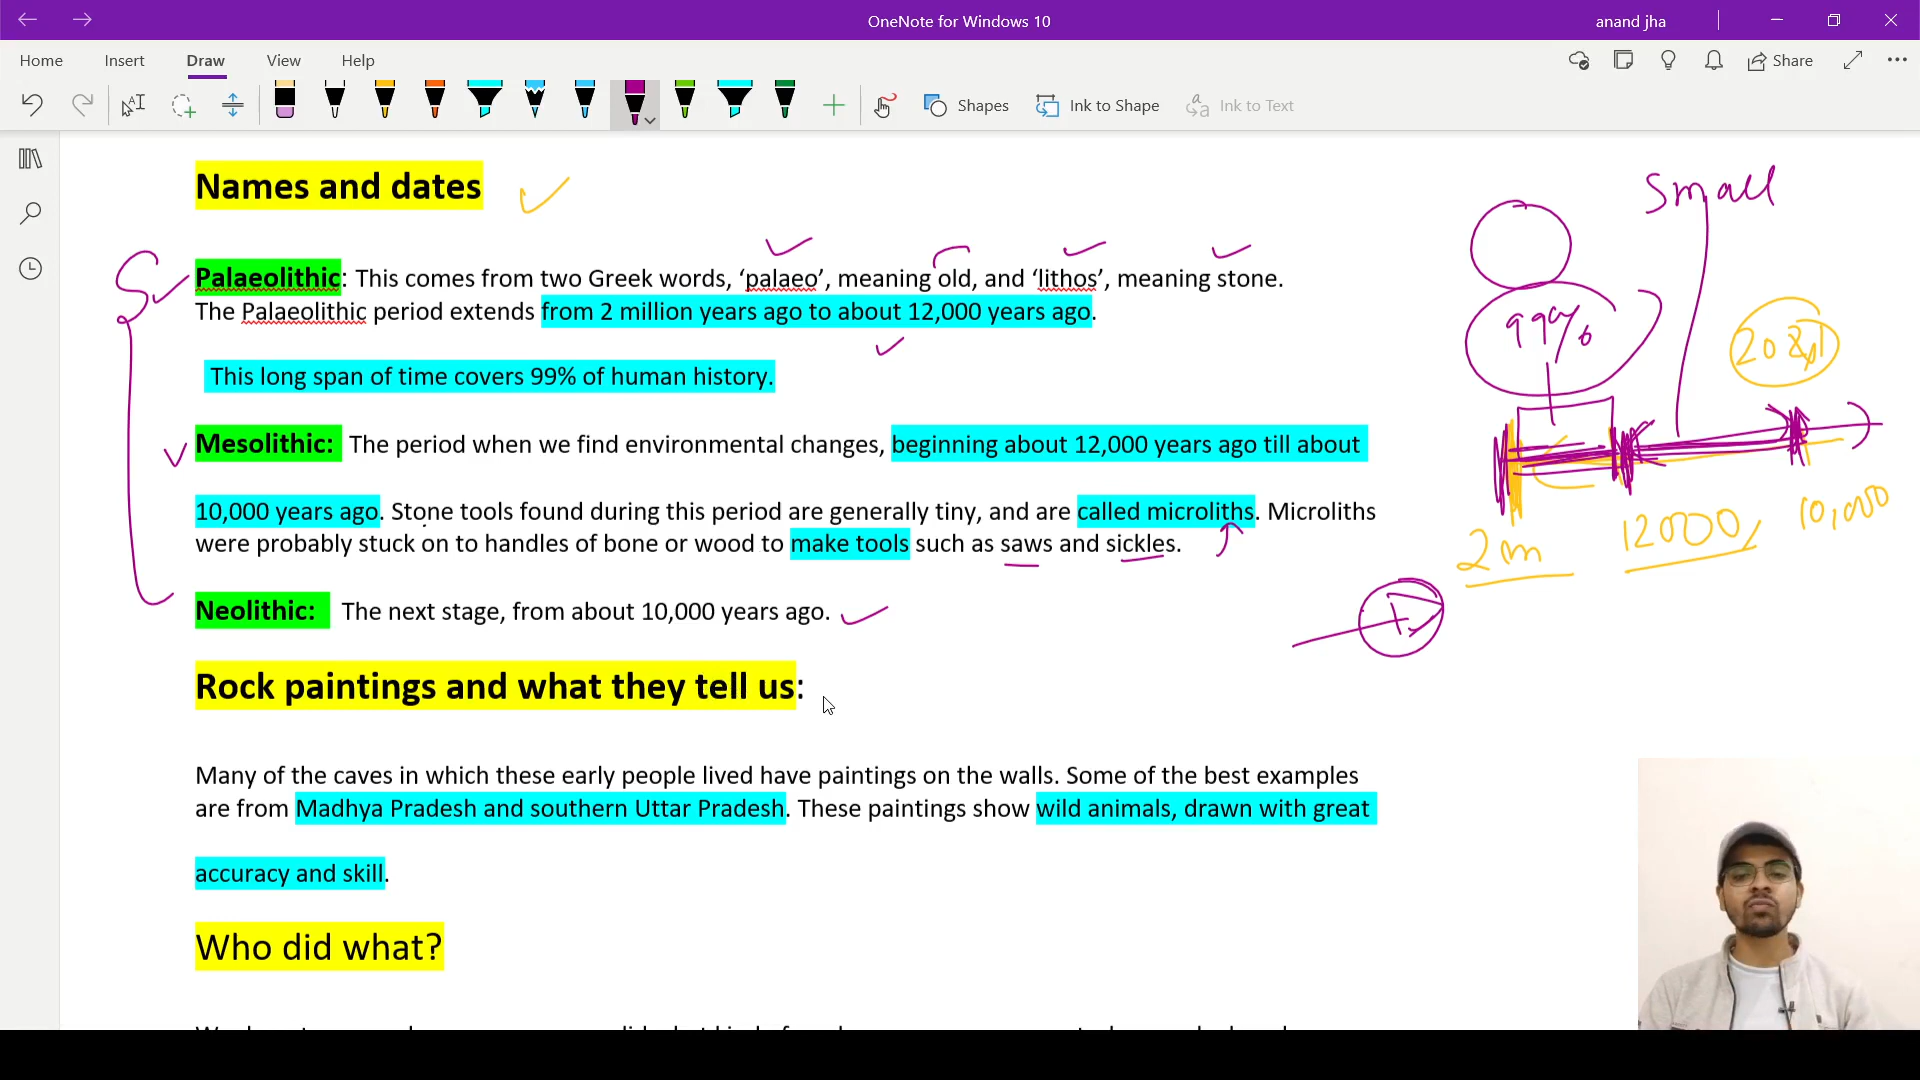 OneNote for Windows 10
anand jha
Home Insert Draw View Help
Share
Shapes Ink to Shape Ink to Text
Names and dates
Small
Palaeolithic: This comes from two Greek words, ‘palaeo’, meaning old, and ‘lithos’, meaning stone.
The Palaeolithic period extends from 2 million years ago to about 12,000 years ago.
99%
This long span of time covers 99% of human history.
Mesolithic: The period when we find environmental changes, beginning about 12,000 years ago till about
10,000 years ago. Stone tools found during this period are generally tiny, and are called microliths. Microliths
were probably stuck on to handles of bone or wood to make tools such as saws and sickles.
2m
12000
10,000
Neolithic: The next stage, from about 10,000 years ago.
Rock paintings and what they tell us:
Many of the caves in which these early people lived have paintings on the walls. Some of the best examples
are from Madhya Pradesh and southern Uttar Pradesh. These paintings show wild animals, drawn with great
accuracy and skill.
Who did what?